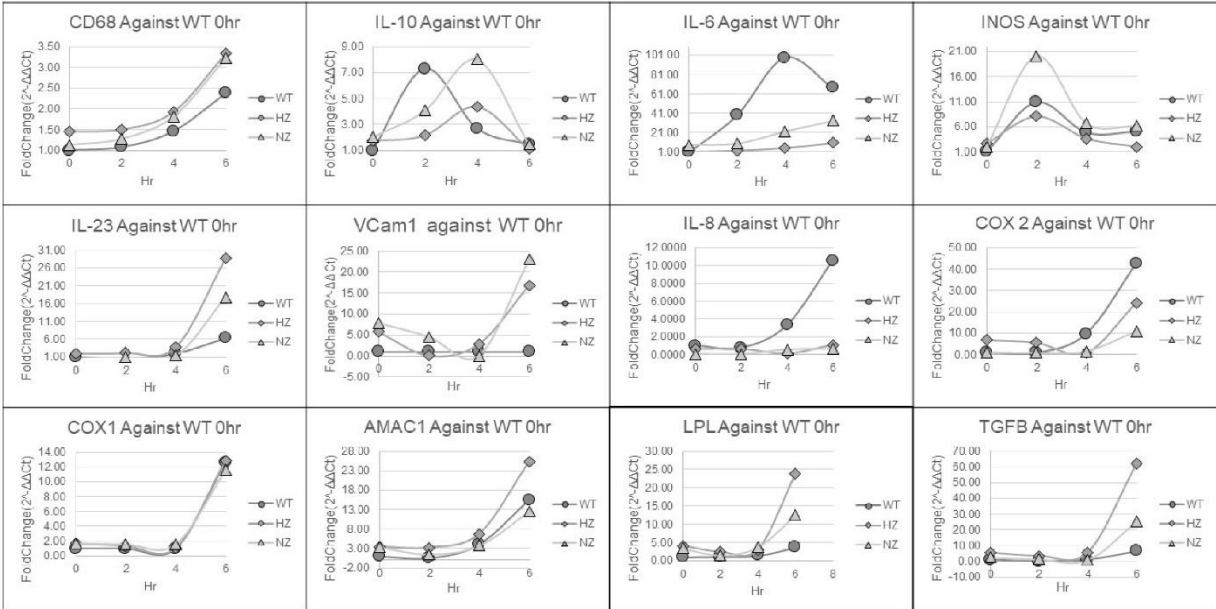 CD68 Against WT 0hr
FoldChange(2^-ΔΔCt)
3.50
3.00
2.50
2.00
1.50
1.00
0 2 4 6
Hr
WT
HZ
NZ
IL-10 Against WT 0hr
FoldChange(2^-ΔΔCt)
9.00
7.00
5.00
3.00
1.00
0 2 4 6
Hr
WT
HZ
NZ
IL-6 Against WT 0hr
FoldChange(2^-ΔΔCt)
101.00
81.00
61.00
41.00
21.00
1.00
0 2 4 6
Hr
WT
HZ
NZ
INOS Against WT 0hr
FoldChange(2^-ΔΔCt)
21.00
16.00
11.00
6.00
1.00
0 2 4 6
Hr
WT
HZ
NZ
IL-23 Against WT 0hr
FoldChange(2^-ΔΔCt)
31.00
26.00
21.00
16.00
11.00
6.00
1.00
0 2 4 6
Hr
WT
HZ
NZ
VCam1 against WT 0hr
FoldChange(2^-ΔΔCt)
25.00
20.00
15.00
10.00
5.00
0.00
-5.00
0 2 4 6
Hr
WT
HZ
NZ
IL-8 Against WT 0hr
FoldChange(2^-ΔΔCt)
12.0000
10.0000
8.0000
6.0000
4.0000
2.0000
0.0000
0 2 4 6
Hr
WT
HZ
NZ
COX 2 Against WT 0hr
FoldChange(2^-ΔΔCt)
50.00
40.00
30.00
20.00
10.00
0.00
0 2 4 6
Hr
WT
HZ
NZ
COX1 Against WT 0hr
FoldChange(2^-ΔΔCt)
14.00
12.00
10.00
8.00
6.00
4.00
2.00
0.00
0 2 4 6
Hr
WT
HZ
NZ
AMAC1 Against WT 0hr
FoldChange(2^-ΔΔCt)
28.00
23.00
18.00
13.00
8.00
3.00
-2.00
0 2 4 6
Hr
WT
HZ
NZ
LPL Against WT 0hr
FoldChange(2^-ΔΔCt)
30.00
25.00
20.00
15.00
10.00
5.00
0.00
0 2 4 6 8
Hr
WT
HZ
NZ
TGFB Against WT 0hr
FoldChange(2^-ΔΔCt)
70.00
60.00
50.00
40.00
30.00
20.00
10.00
0.00
-10.00
0 2 4 6
Hr
WT
HZ
NZ